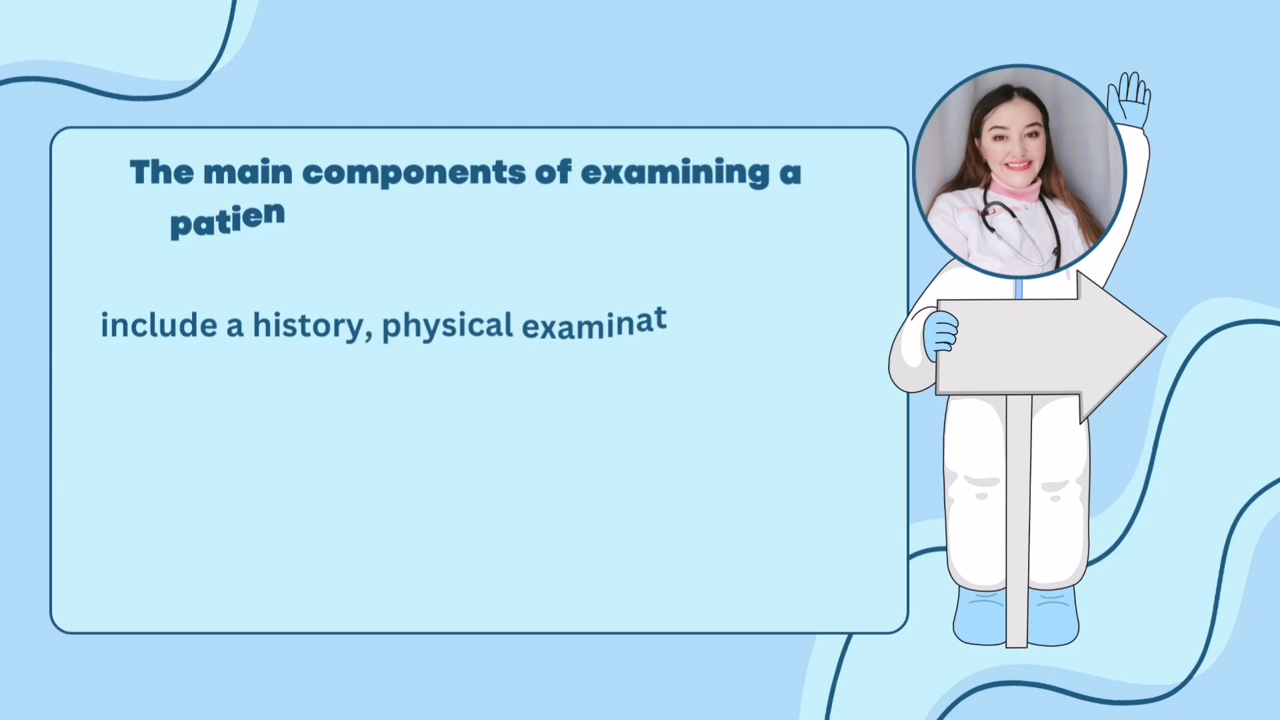 The main components of examining a
patien
include a history, physical examinat